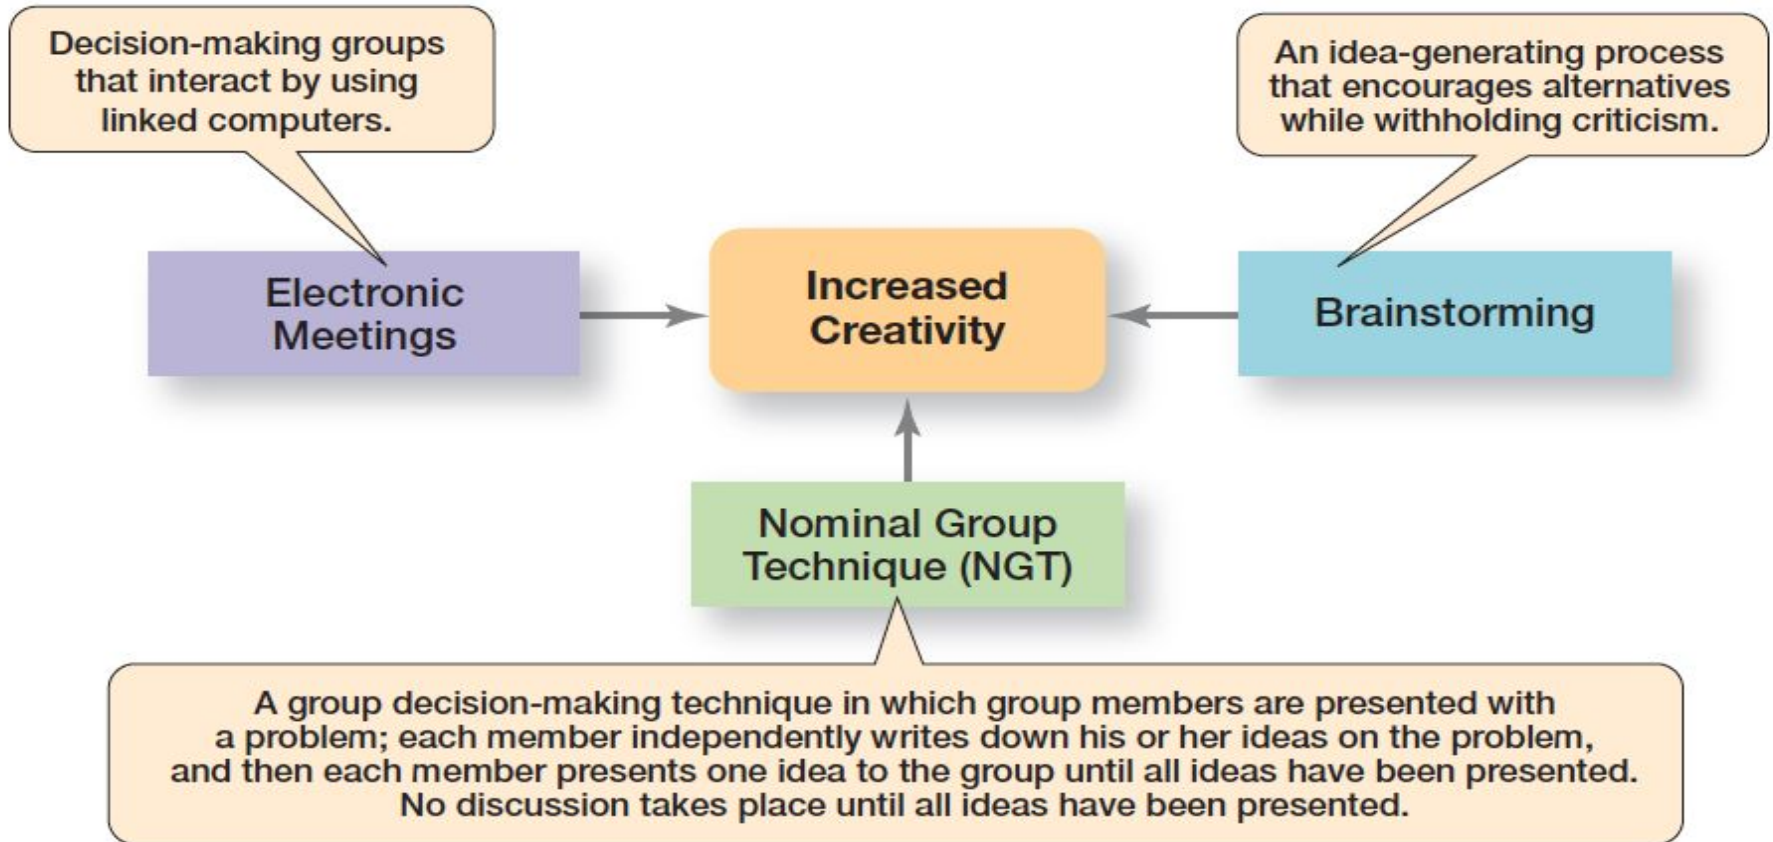 Decision-making groups
that interact by using
linked computers.
An idea-generating process
that encourages alternatives
while withholding criticism.
Electronic
Meetings
Increased
Creativity
Brainstorming
Nominal Group
Technique (NGT)
A group decision-making technique in which group members are presented with
a problem; each member independently writes down his or her ideas on the problem,
and then each member presents one idea to the group until all ideas have been presented.
No discussion takes place until all ideas have been presented.